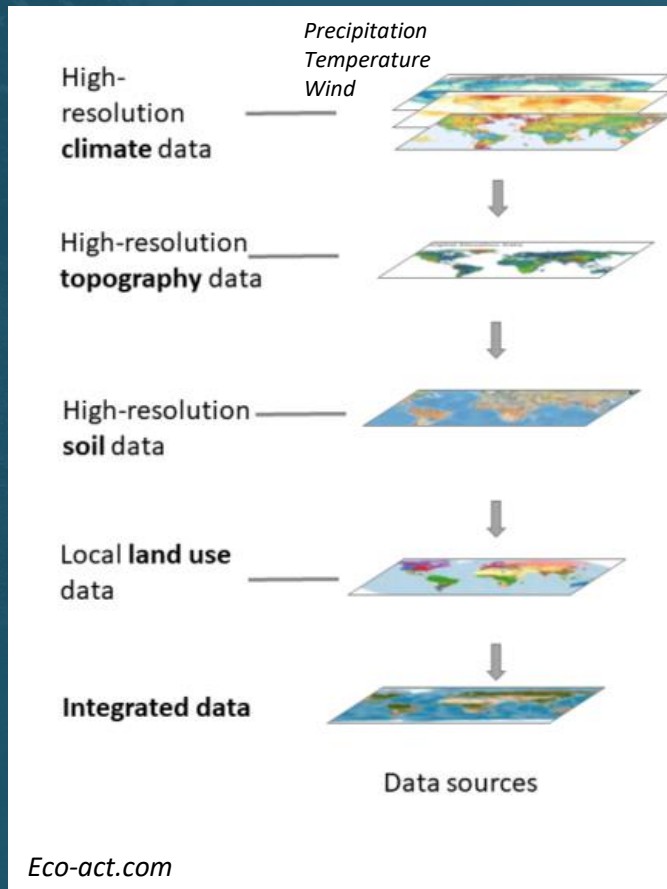 Precipitation
Temperature
Wind
High-
resolution
climate data
High-resolution
topography data
High-resolution
soil data
Local land use
data
Integrated data
Data sources
Eco-act.com